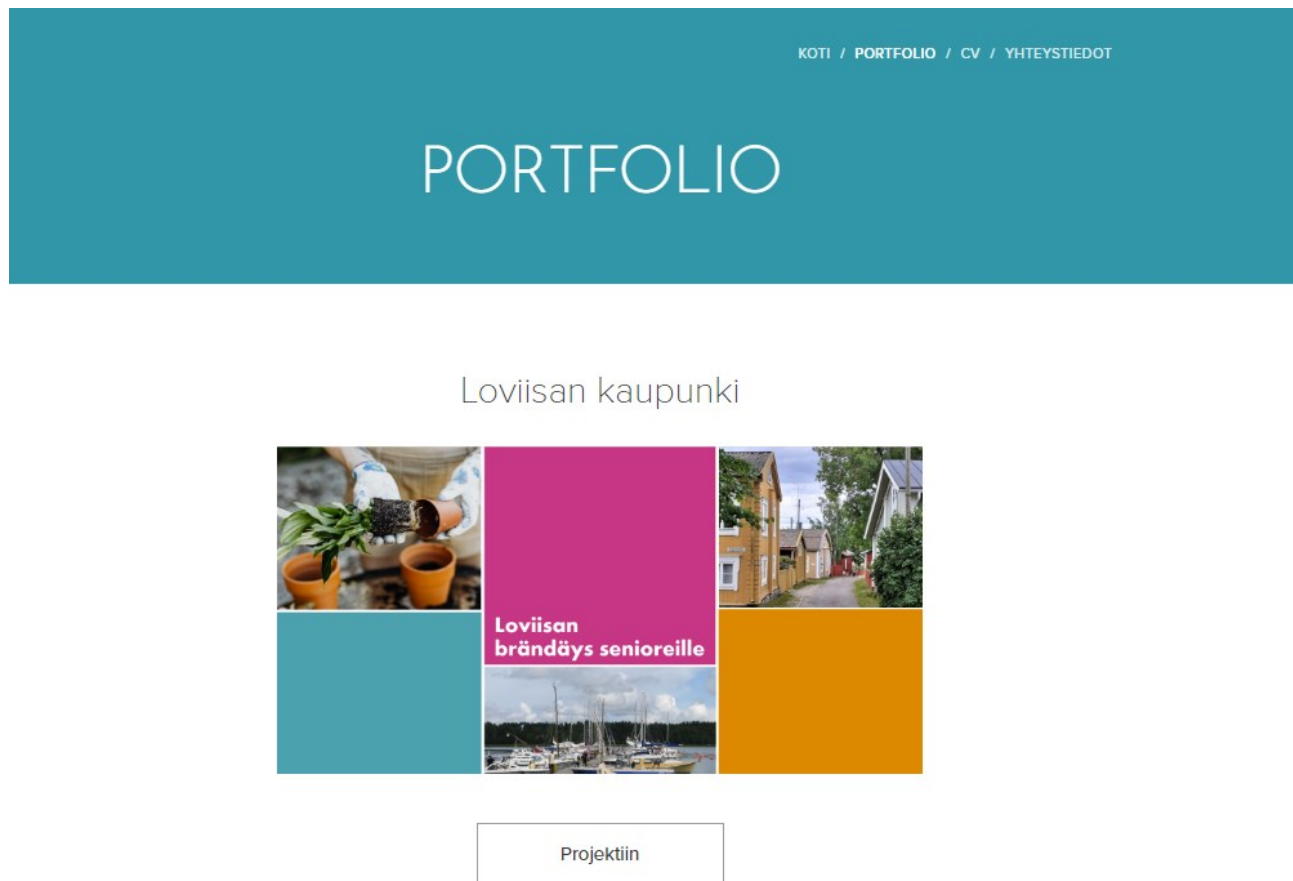 KOTI / PORTFOLIO / CV / YHTEYSTIEDOT
PORTFOLIO
Loviisan kaupunki
Loviisan
brändäys senioreille
Projektiin